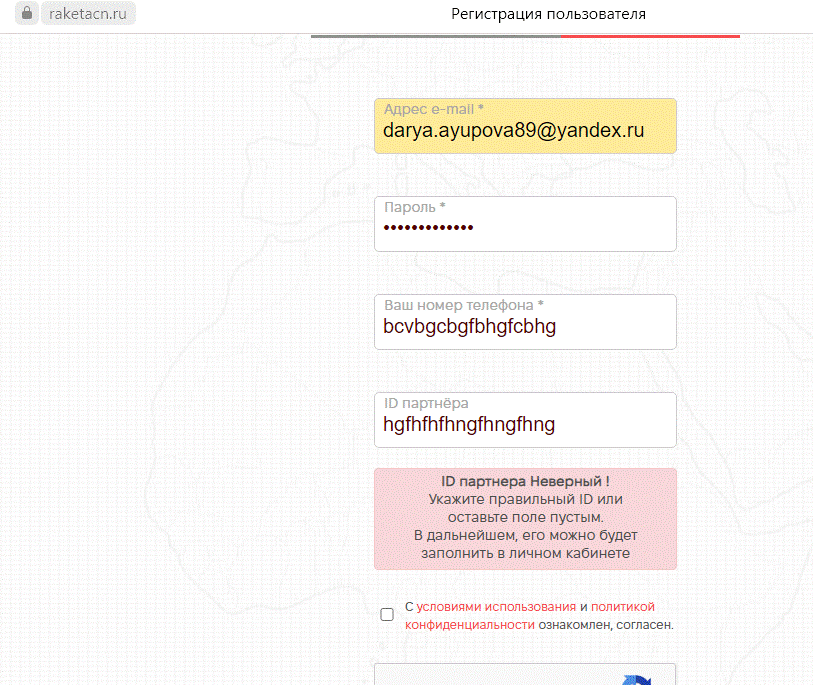 raketacn.ru
Регистрация пользователя
Адрес e-mail *
darya.ayupova89@yandex.ru
Пароль *
•••••••••••••
Ваш номер телефона *
bcvbgcbgfbhgfcbhg
ID партнёра
hgfhfhfhngfhngfhng
ID партнера Неверный !
Укажите правильный ID или
оставьте поле пустым.
В дальнейшем, его можно будет
заполнить в личном кабинете
С условиями использования и политикой
конфиденциальности ознакомлен, согласен.